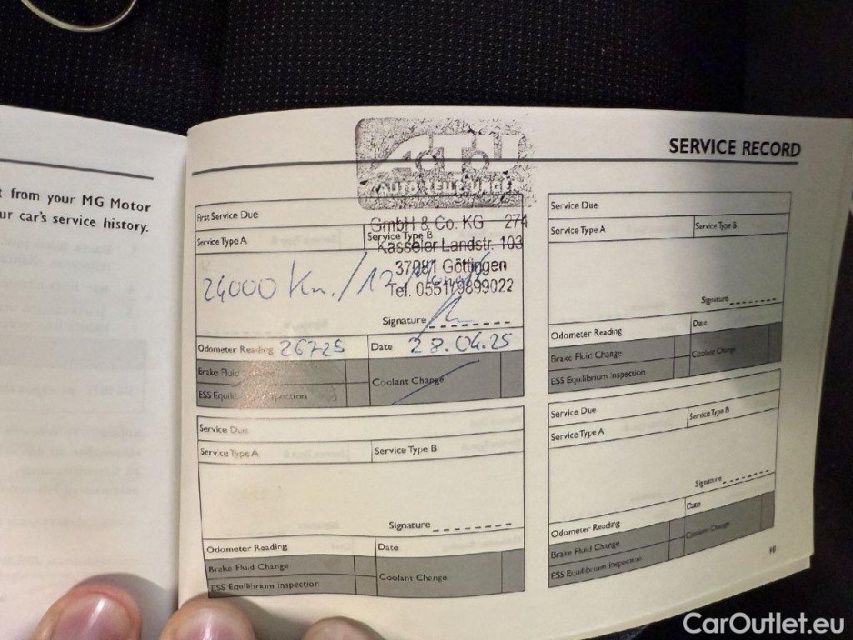 t from your MG Motor
ur car's service history.
SERVICE RECORD
ATU
AUTO-TEILE-UNGER
GmbH & Co. KG 274
Kasseler Landstr. 103
37081 Göttingen
Tel. 0551/9899022
First Service Due
Service Type A
Service Type B
24000 Km./12
Signature
Odometer Reading 26725
Date 28.04.25
Brake Fluid
Coolant Change
ESS Equilibrium Inspection
Service Due
Service Type A
Service Type B
Signature
Odometer Reading
Date
Brake Fluid Change
Coolant Change
ESS Equilibrium Inspection
Service Due
Service Type A
Service Type B
Signature
Odometer Reading
Date
Brake Fluid Change
Coolant Change
ESS Equilibrium Inspection
Service Due
Service Type A
Service Type B
Signature
Odometer Reading
Date
Brake Fluid Change
Coolant Change
ESS Equilibrium Inspection
CarOutlet.eu